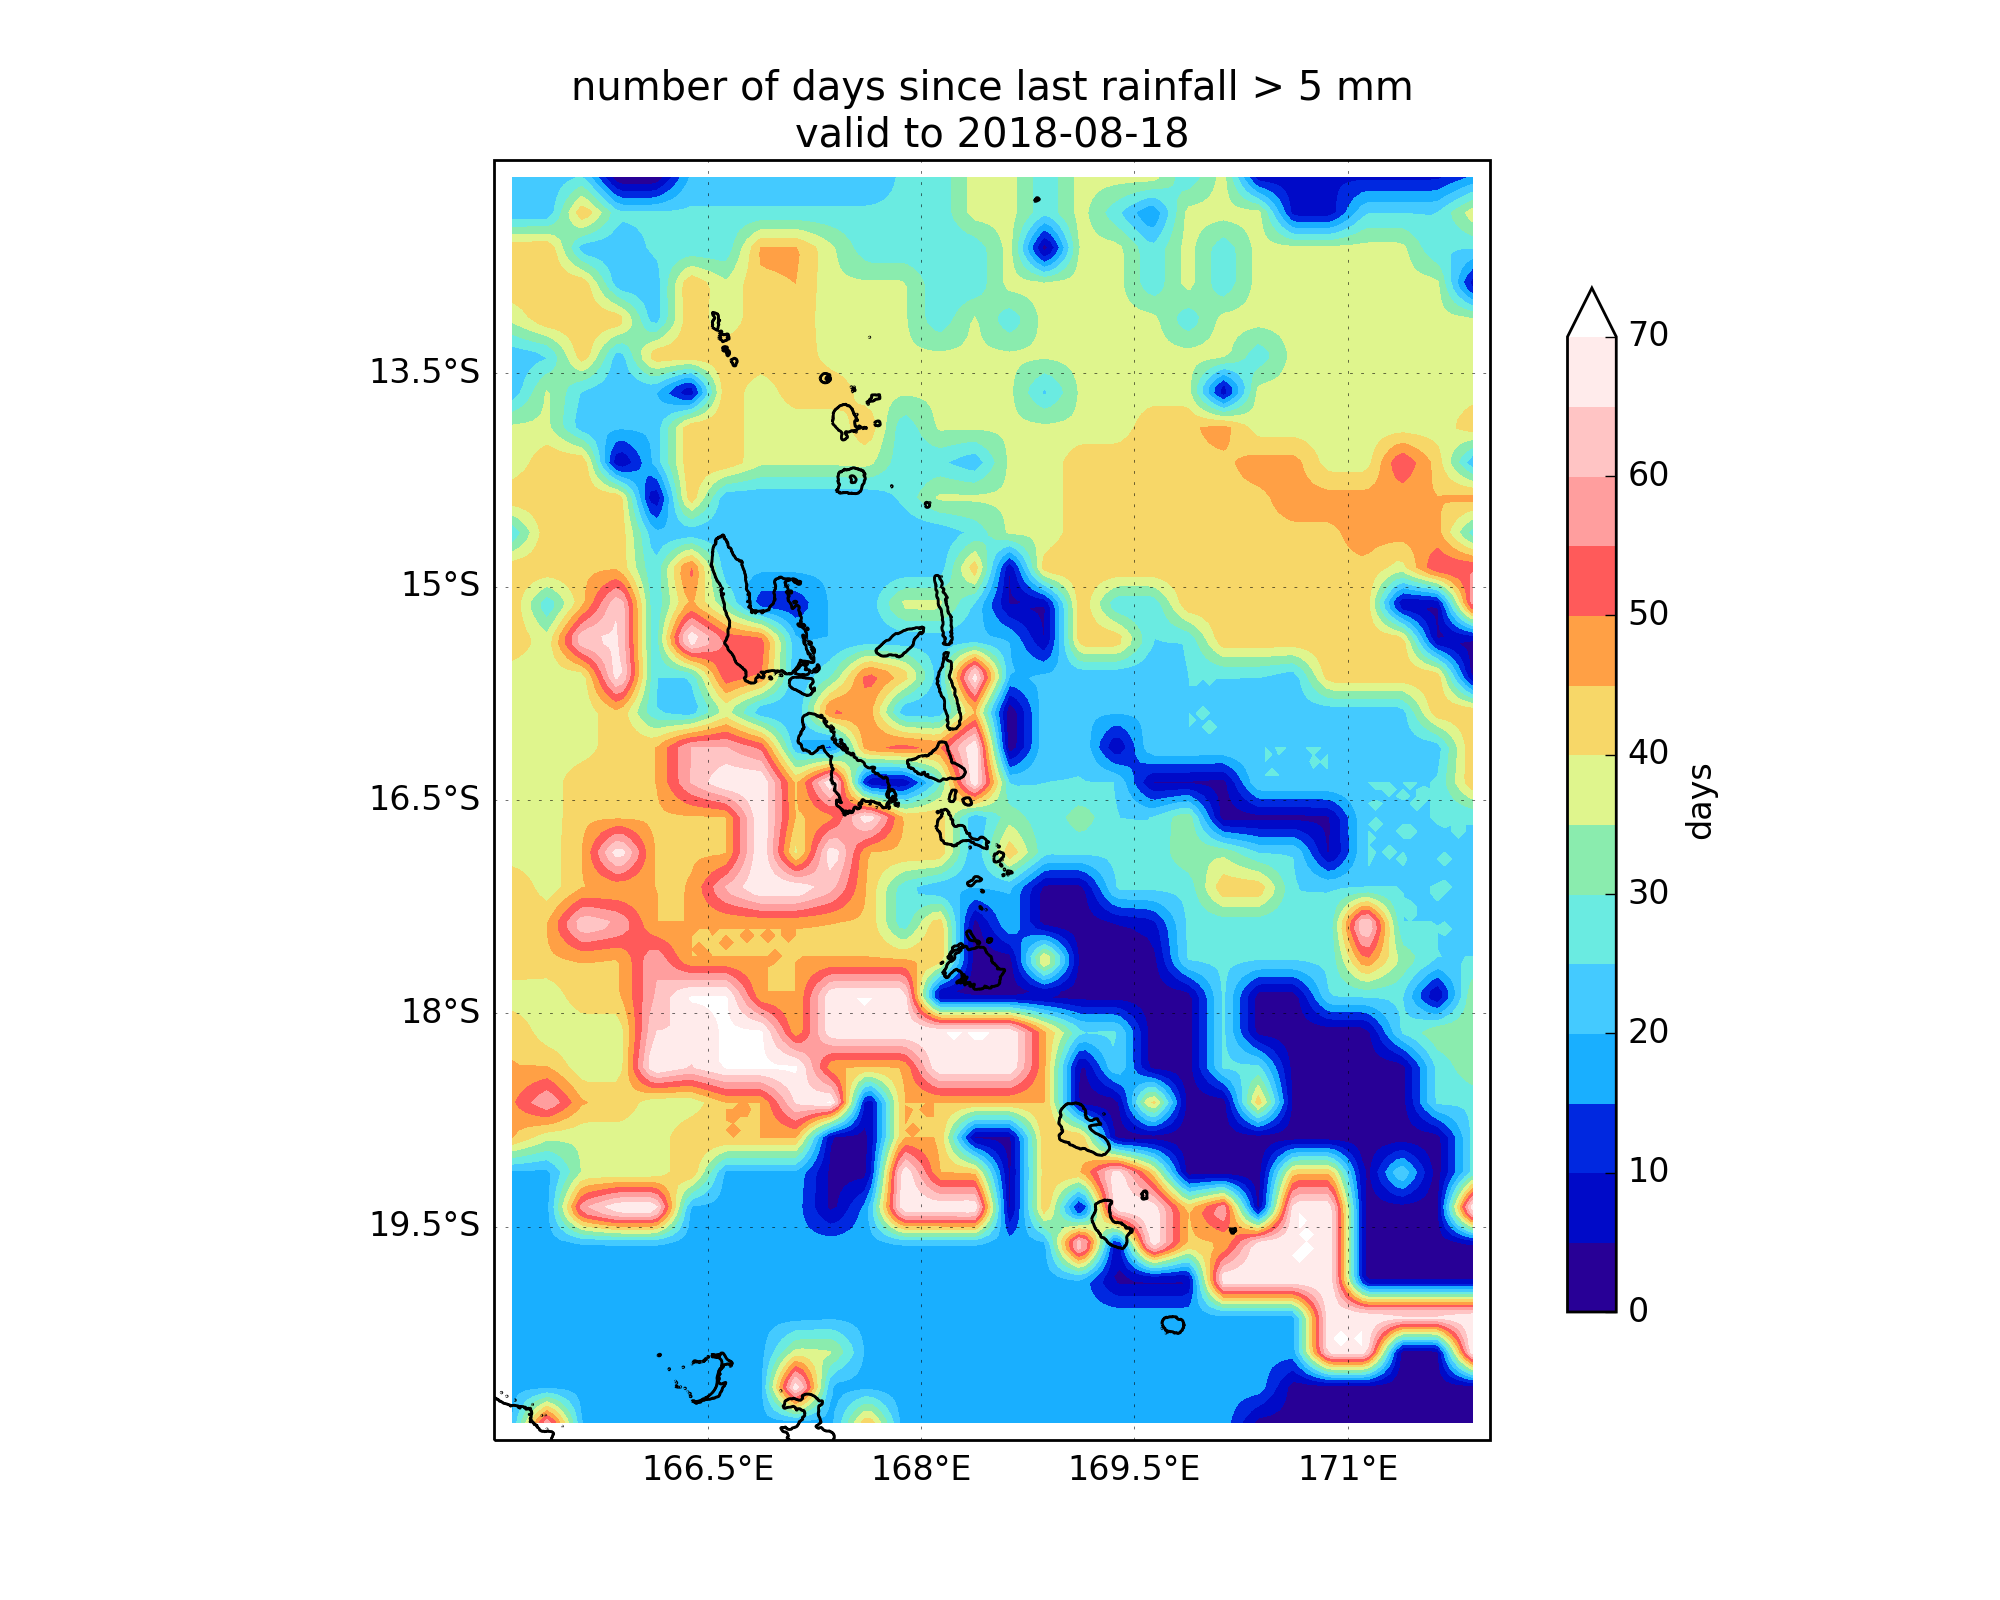 number of days since last rainfall > 5 mm
valid to 2018-08-18
13.5°S
15°S
16.5°S
18°S
19.5°S
166.5°E
168°E
169.5°E
171°E
70
60
50
40
30
20
10
0
days